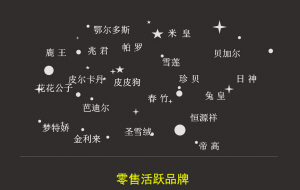 鄂尔多斯
米 皇
鹿 王
兆 君
帕 罗
贝加尔
雪莲
皮尔卡丹
皮皮狗
珍 贝
日 神
花花公子
芭迪尔
春 竹
兔 皇
梦特娇
金利来
圣雪绒
恒源祥
帝 高
零售活跃品牌